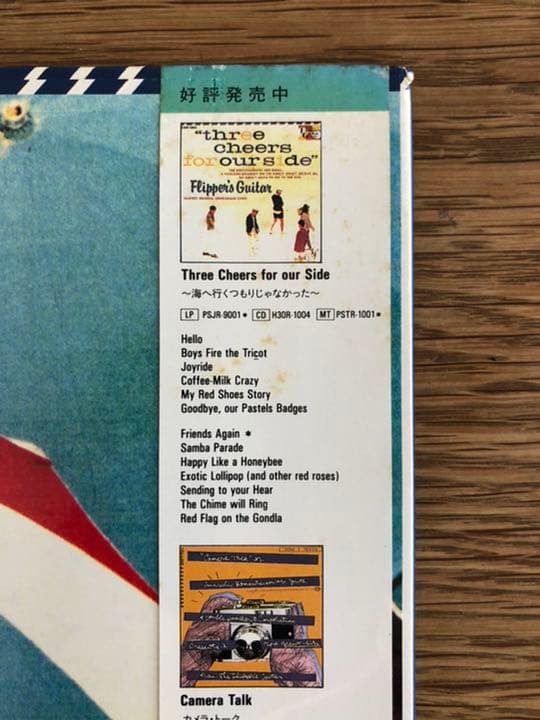 好評発売中
"three
cheers
for our side"
Flipper's Guitar
Three Cheers for our Side
〜海へ行くつもりじゃなかった〜
LP PSJR-9001* CD H30R-1004 MT PSTR-1001*
Hello
Boys Fire the Tricot
Joyride
Coffee-Milk Crazy
My Red Shoes Story
Goodbye, our Pastels Badges
Friends Again *
Samba Parade
Happy Like a Honeybee
Exotic Lollipop (and other red roses)
Sending to your Hear
The Chime will Ring
Red Flag on the Gondla
"Camera Talk"
Camera Talk
カメラ・トーク